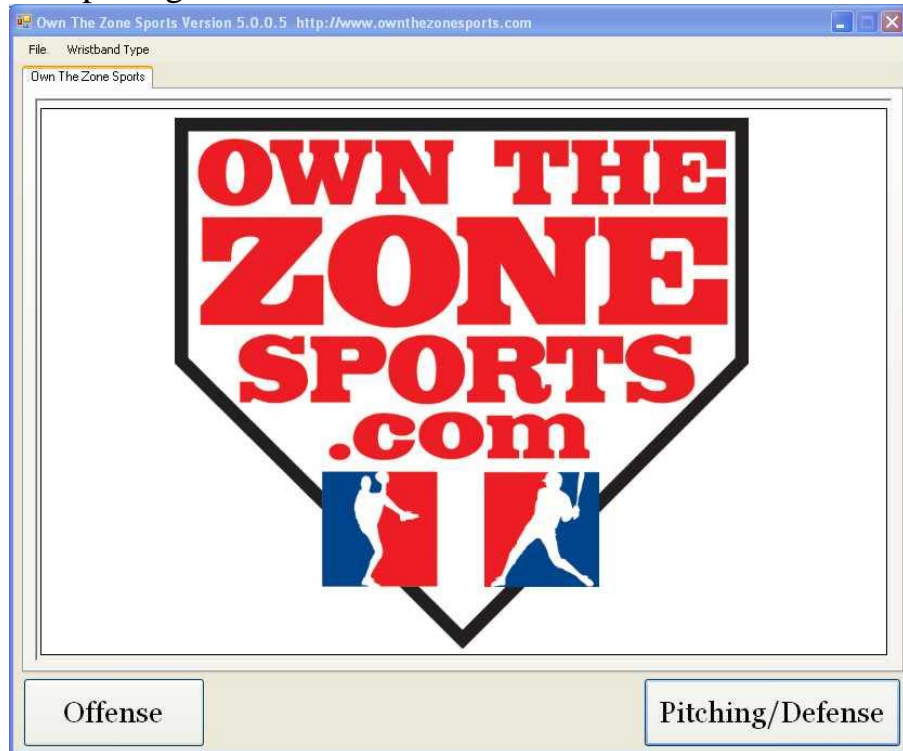 Own The Zone Sports Version 5.0.0.5 http://www.ownthezonesports.com
File Wristband Type
Own The Zone Sports
OWN THE
ZONE
SPORTS
.com
Offense
Pitching/Defense